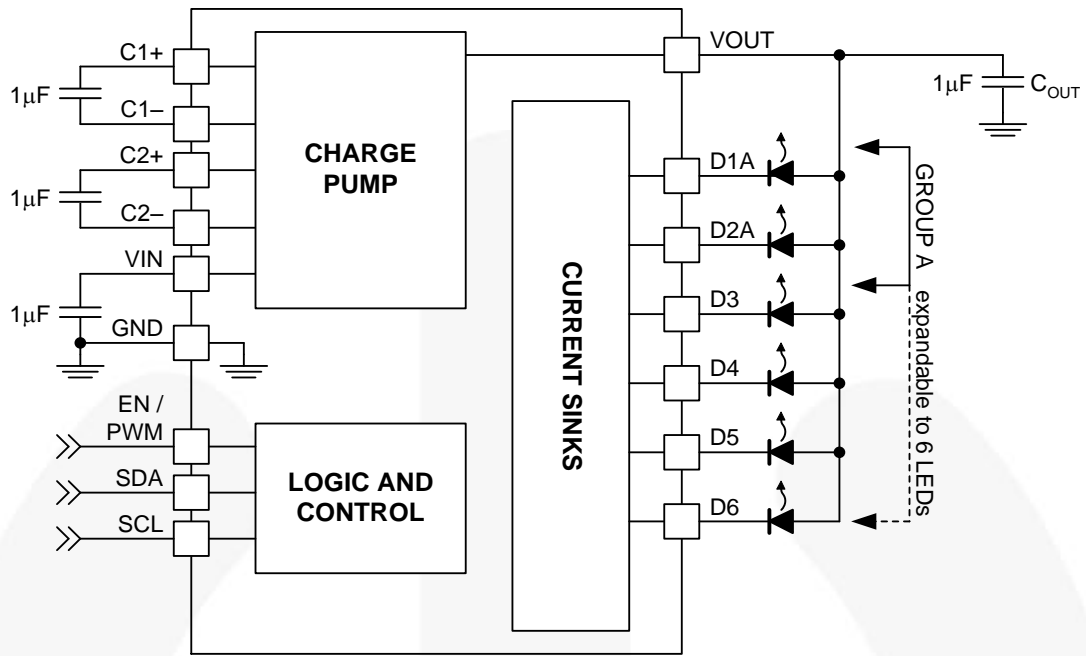 C1+
1µF
C1–
C2+
1µF
C2–
VIN
1µF
GND
EN /
PWM
SDA
SCL
CHARGE
PUMP
LOGIC AND
CONTROL
CURRENT SINKS
VOUT
D1A
D2A
D3
D4
D5
D6
1µF
COUT
GROUP A expandable to 6 LEDs